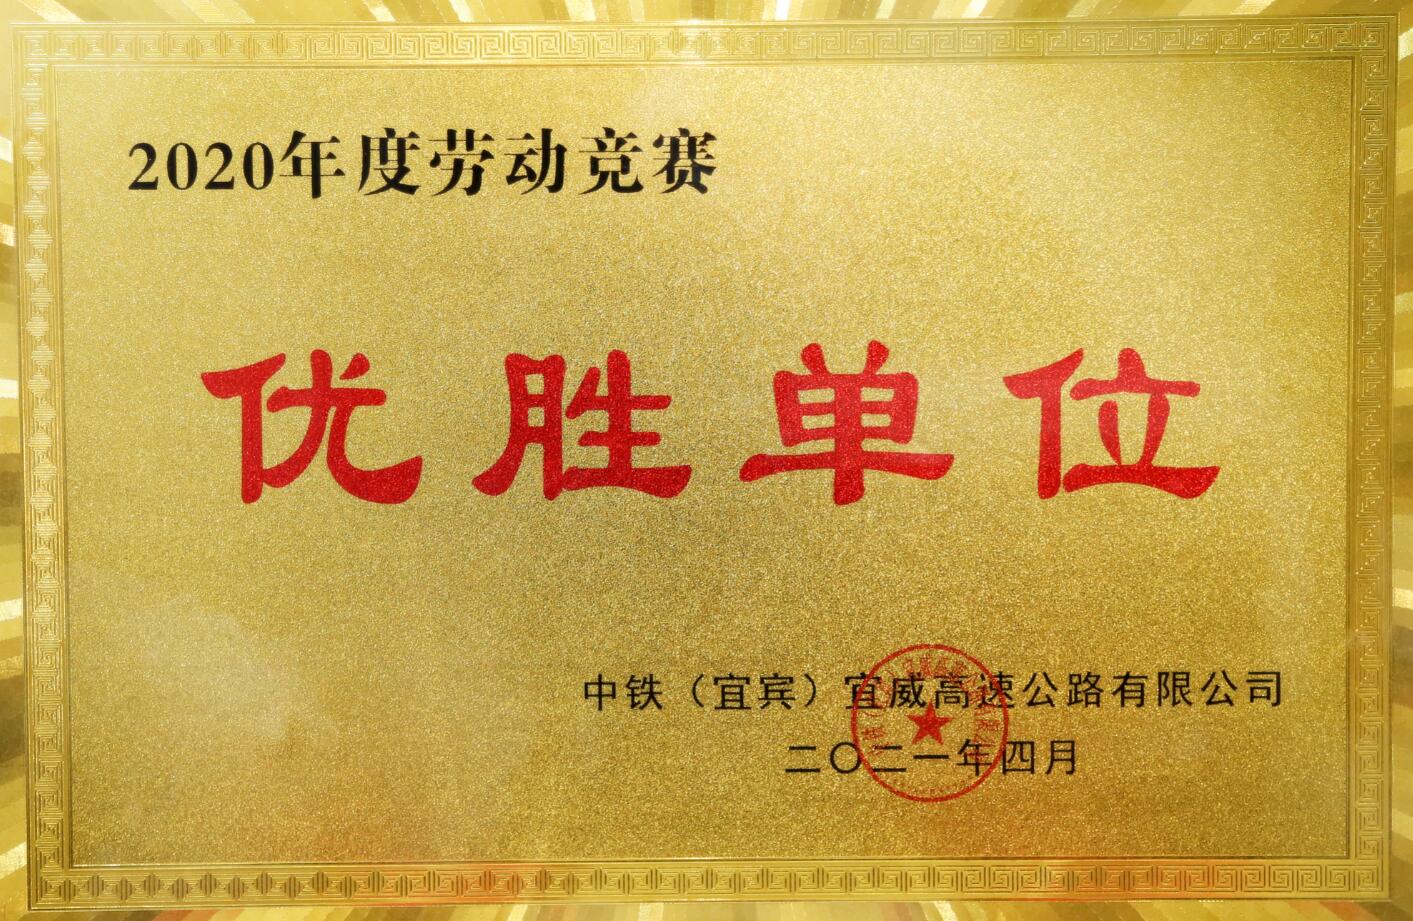 2020年度劳动竞赛
优胜单位
中铁（宜宾）宜威高速公路有限公司
二〇二一年四月